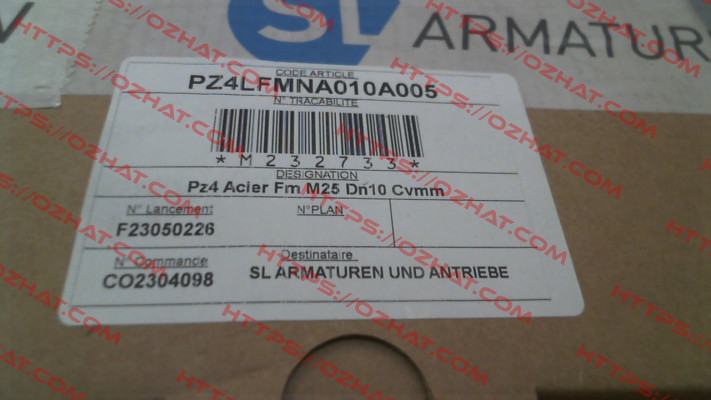 SL ARMATUR
CODE ARTICLE
PZ4LFMNA010A005
N° TRACABILITE
*M232733*
DESIGNATION
Pz4 Acier Fm M25 Dn10 Cvmm
N° Lancement
N°PLAN
F23050226
N° Commande
Destinataire
CO2304098
SL ARMATUREN UND ANTRIEBE
HTTPS://OZHAT.COM